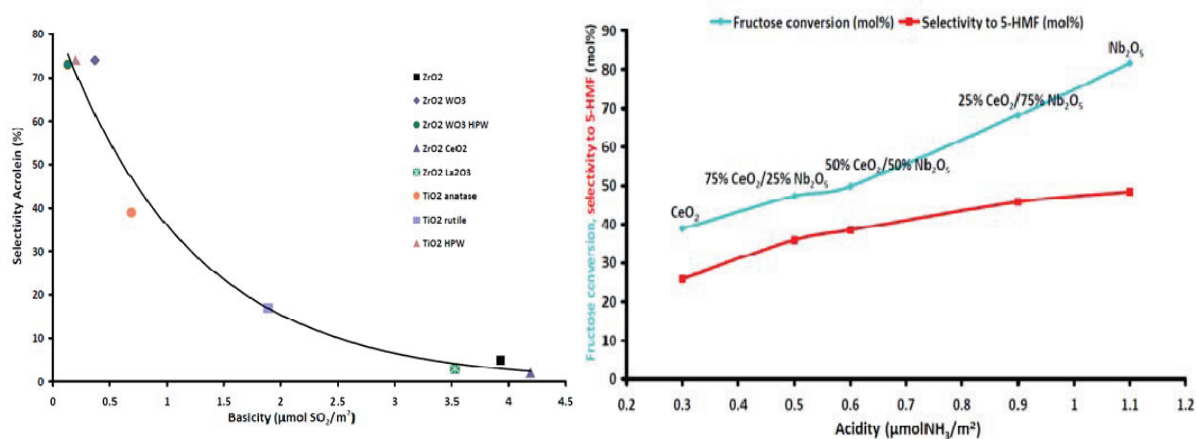 80
70
60
50
40
30
20
10
0
Selectivity Acrolein (%)
ZrO2
ZrO2 WO3
ZrO2 WO3 HPW
ZrO2 CeO2
ZrO2 La2O3
TiO2 anatase
TiO2 rutile
TiO2 HPW
0 0.5 1 1.5 2 2.5 3 3.5 4 4.5
Basicity (µmol SO₂/m²)
Fructose conversion (mol%) Selectivity to 5-HMF (mol%)
90
80
70
60
50
40
30
20
10
0
Fructose conversion, selectivity to 5-HMF (mol%)
Nb₂O₅
25% CeO₂/75% Nb₂O₅
50% CeO₂/50% Nb₂O₅
75% CeO₂/25% Nb₂O₅
CeO₂
0.2 0.3 0.4 0.5 0.6 0.7 0.8 0.9 1 1.1 1.2
Acidity (µmolNH₃/m²)